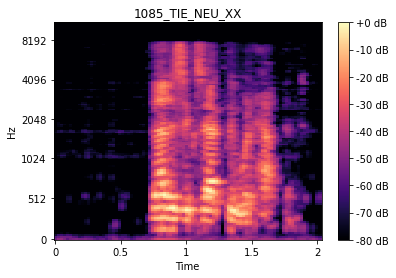 1085_TIE_NEU_XX
+0 dB
8192
-10 dB
4096
-20 dB
-30 dB
2048
-40 dB
Hz
1024
-50 dB
512
-60 dB
-70 dB
0
-80 dB
0 0.5 1 1.5 2
Time